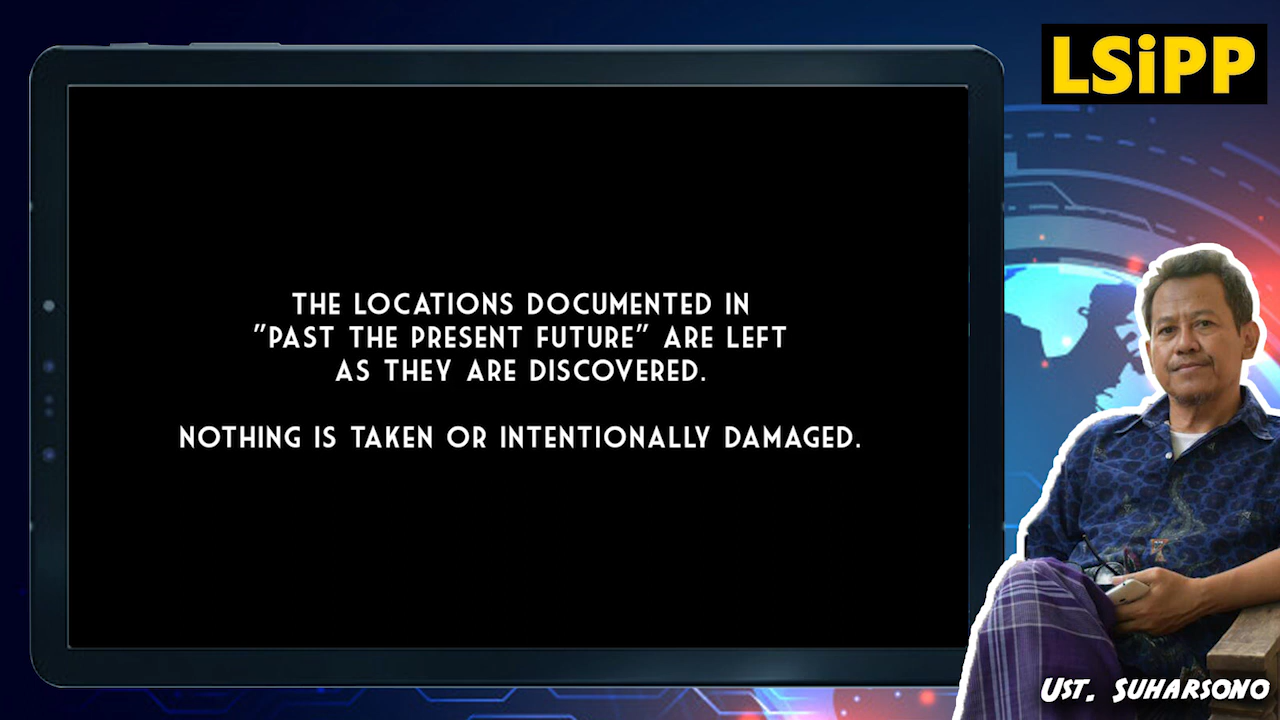 LSiPP
THE LOCATIONS DOCUMENTED IN
"PAST THE PRESENT FUTURE" ARE LEFT
AS THEY ARE DISCOVERED.
NOTHING IS TAKEN OR INTENTIONALLY DAMAGED.
UST. SUHARSONO